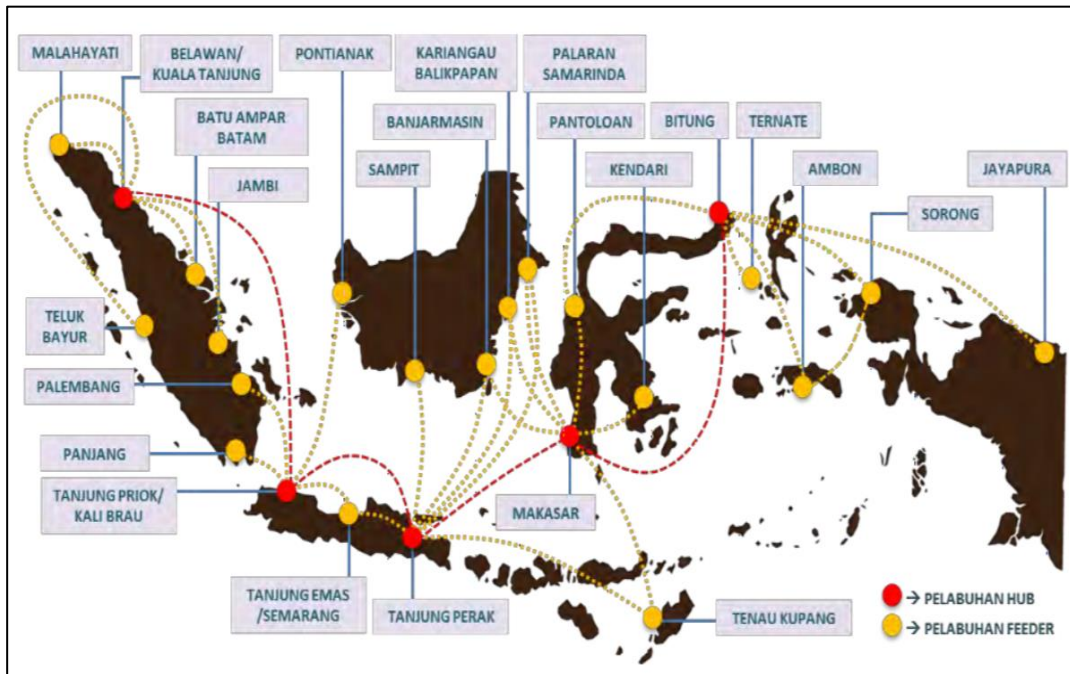 MALAHAYATI
BELAWAN/
KUALA TANJUNG
BATU AMPAR
BATAM
JAMBI
PONTIANAK
SAMPIT
KARIANGAU
BALIKPAPAN
BANJARMASIN
PALARAN
SAMARINDA
PANTOLOAN
KENDARI
BITUNG
TERNATE
AMBON
SORONG
JAYAPURA
TELUK
BAYUR
PALEMBANG
PANJANG
TANJUNG PRIOK/
KALI BRAU
TANJUNG EMAS
/SEMARANG
TANJUNG PERAK
MAKASAR
TENAU KUPANG
→ PELABUHAN HUB
→ PELABUHAN FEEDER